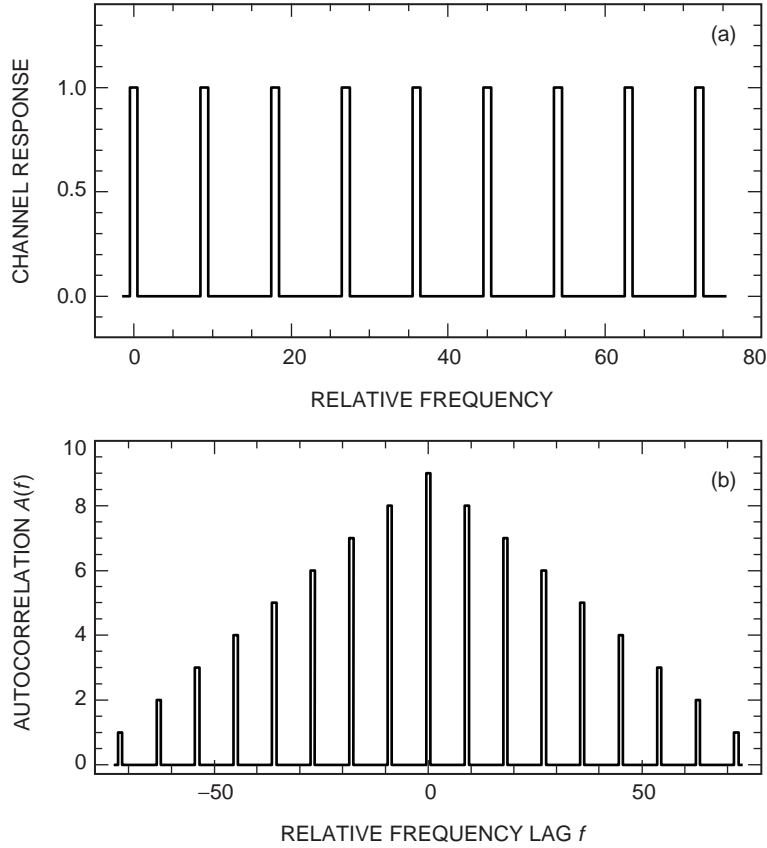 (a)
CHANNEL RESPONSE
1.0
0.5
0.0
0 20 40 60 80
RELATIVE FREQUENCY
(b)
AUTOCORRELATION A(f)
10
8
6
4
2
0
–50 0 50
RELATIVE FREQUENCY LAG f